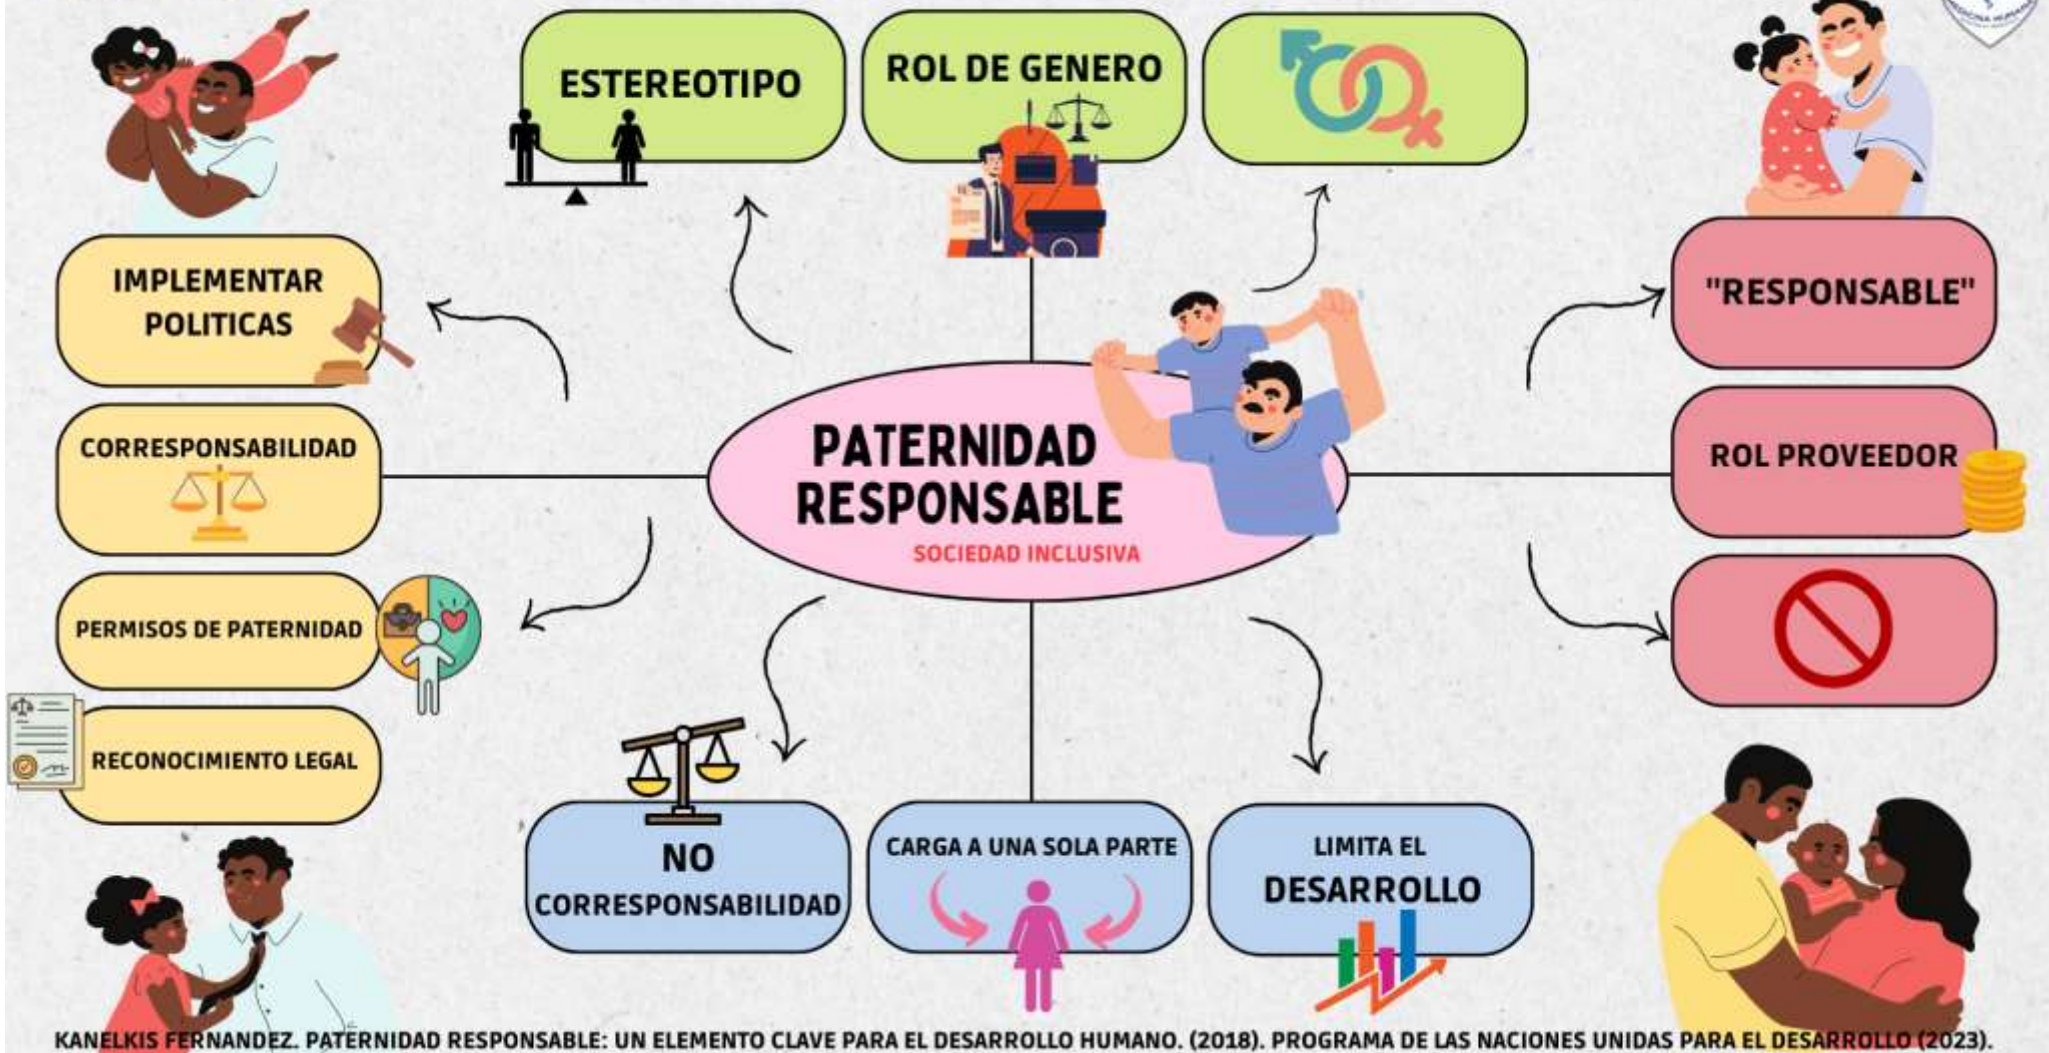 ESTEREOTIPO
ROL DE GENERO
IMPLEMENTAR
POLITICAS
CORRESPONSABILIDAD
PERMISOS DE PATERNIDAD
RECONOCIMIENTO LEGAL
PATERNIDAD
RESPONSABLE
SOCIEDAD INCLUSIVA
"RESPONSABLE"
ROL PROVEEDOR
NO
CORRESPONSABILIDAD
CARGA A UNA SOLA PARTE
LIMITA EL
DESARROLLO
KANELKIS FERNANDEZ. PATERNIDAD RESPONSABLE: UN ELEMENTO CLAVE PARA EL DESARROLLO HUMANO. (2018). PROGRAMA DE LAS NACIONES UNIDAS PARA EL DESARROLLO (2023).